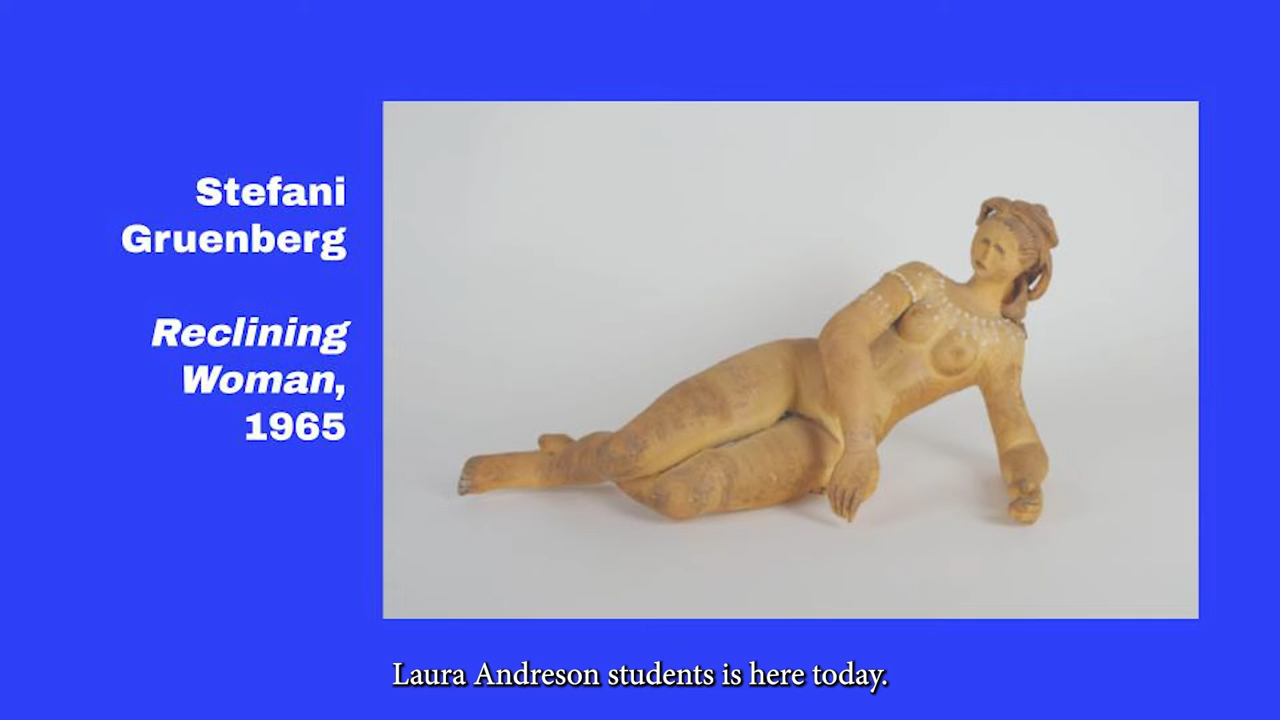 Stefani
Gruenberg
Reclining
Woman,
1965
Laura Andreson students is here today.